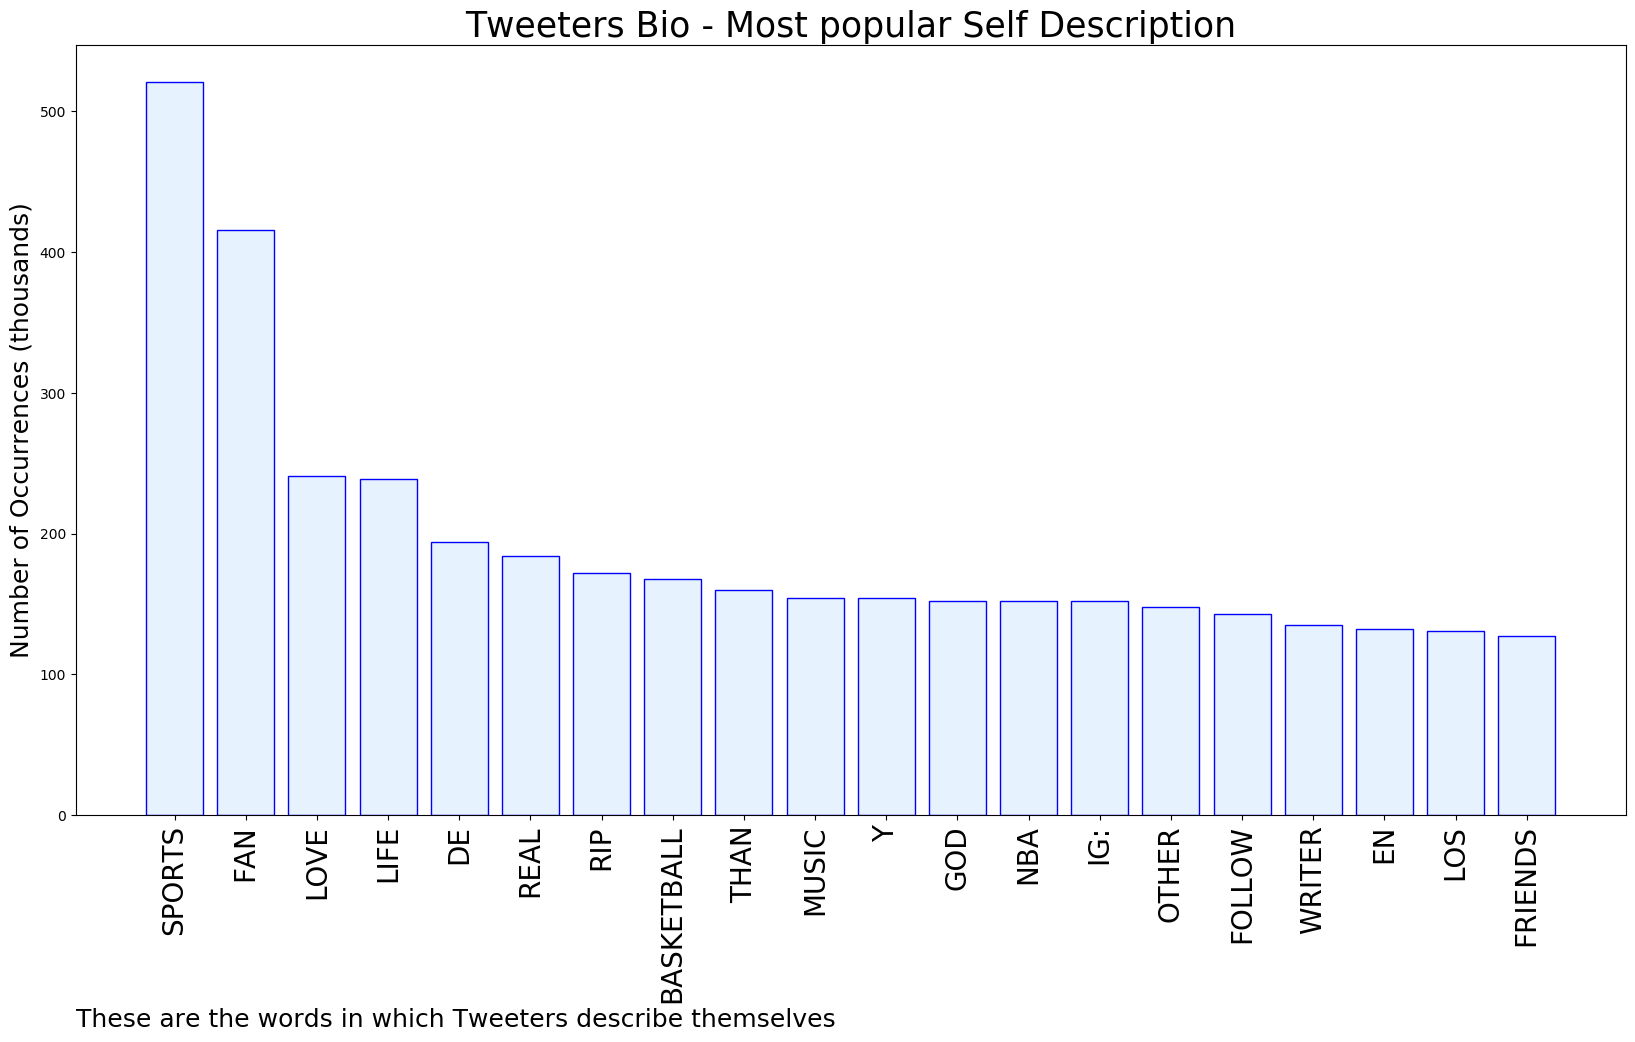 Tweeters Bio - Most popular Self Description
Number of Occurrences (thousands)
500
400
300
200
100
0
SPORTS
FAN
LOVE
LIFE
DE
REAL
RIP
BASKETBALL
THAN
MUSIC
Y
GOD
NBA
IG:
OTHER
FOLLOW
WRITER
EN
LOS
FRIENDS
These are the words in which Tweeters describe themselves